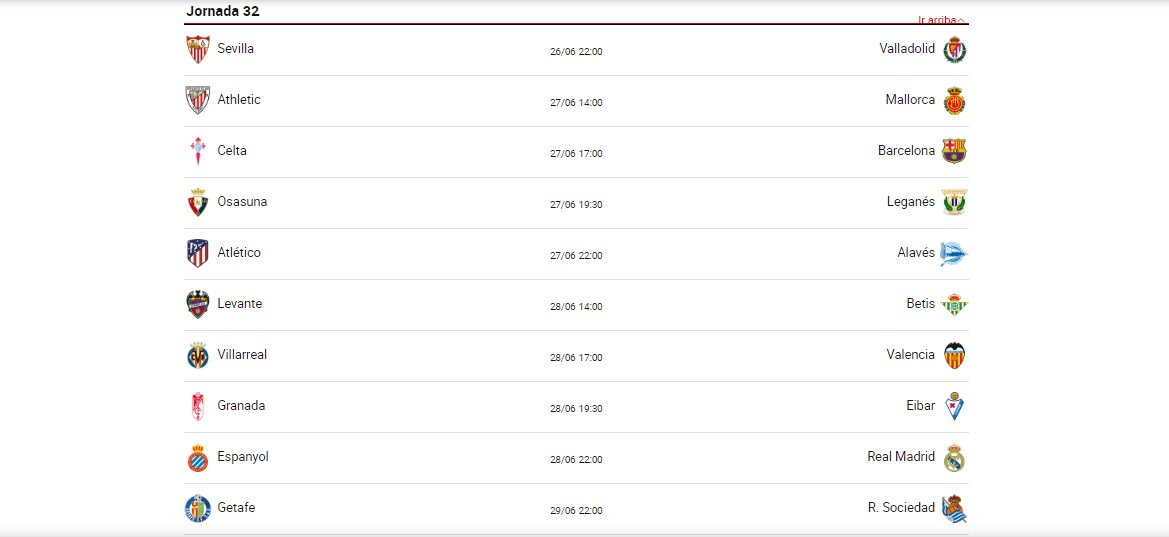 Jornada 32
Ir arriba
Sevilla 26/06 22:00 Valladolid
Athletic 27/06 14:00 Mallorca
Celta 27/06 17:00 Barcelona
Osasuna 27/06 19:30 Leganés
Atlético 27/06 22:00 Alavés
Levante 28/06 14:00 Betis
Villarreal 28/06 17:00 Valencia
Granada 28/06 19:30 Eibar
Espanyol 28/06 22:00 Real Madrid
Getafe 29/06 22:00 R. Sociedad